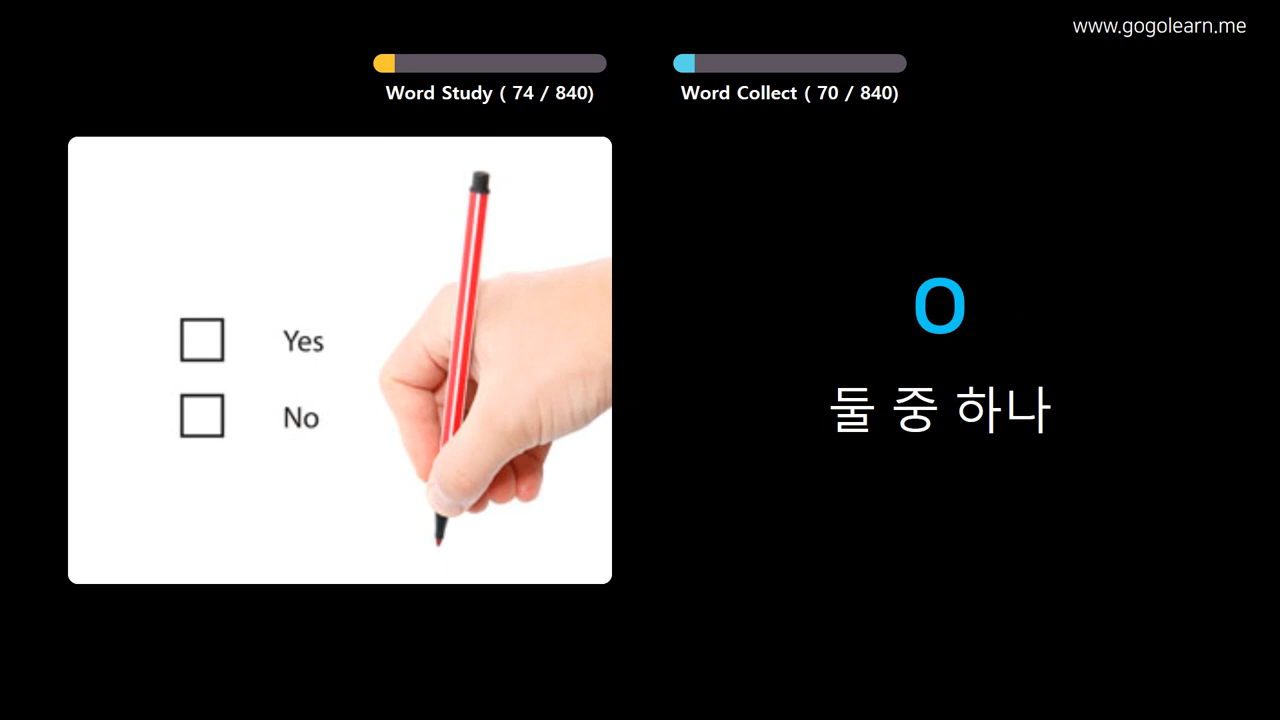 www.gogolearn.me
Word Study ( 74 / 840)
Word Collect ( 70 / 840)
Yes
No
O
둘 중 하나